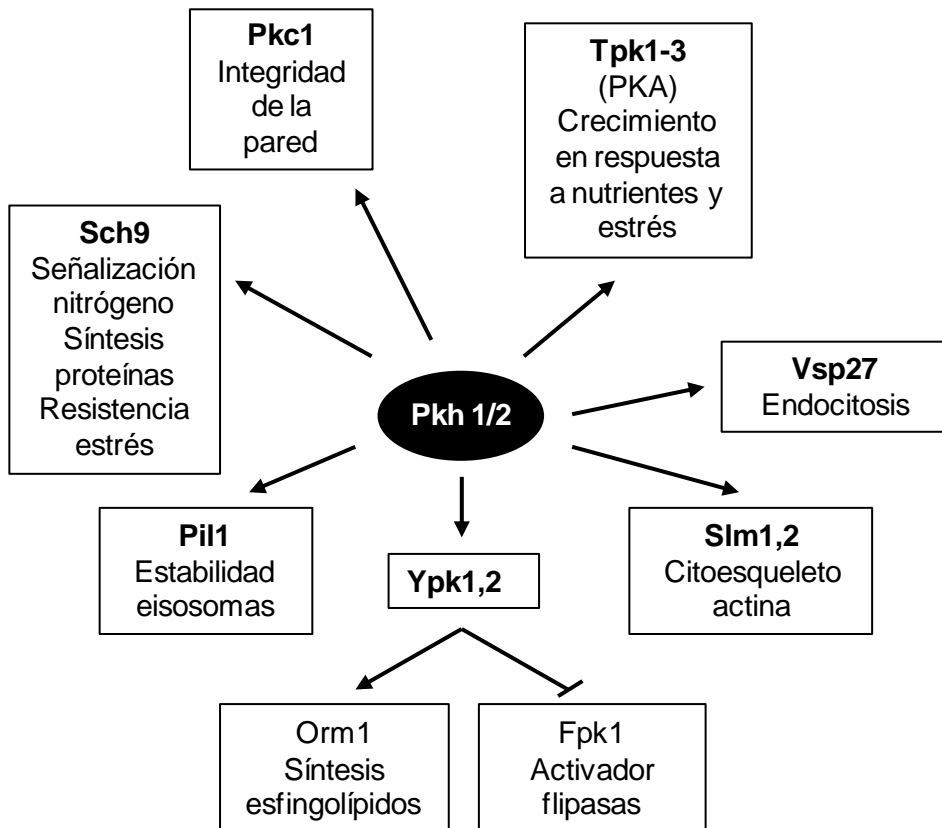 Pkc1
Integridad
de la
pared
Tpk1-3
(PKA)
Crecimiento
en respuesta
a nutrientes y
estrés
Sch9
Señalización
nitrógeno
Síntesis
proteínas
Resistencia
estrés
Pkh 1/2
Vsp27
Endocitosis
Pil1
Estabilidad
eisosomas
Ypk1,2
Slm1,2
Citoesqueleto
actina
Orm1
Síntesis
esfingolípidos
Fpk1
Activador
flipasas